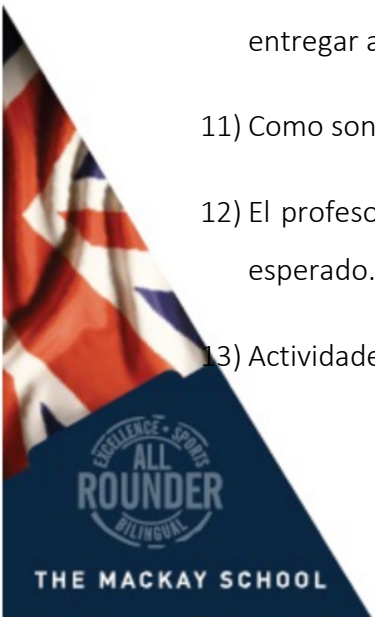 entregar a
11) Como son
12) El profeso
esperado.
13) Actividade
EXCELLENCE • SPORTS
ALL
ROUNDER
BILINGUAL
THE MACKAY SCHOOL